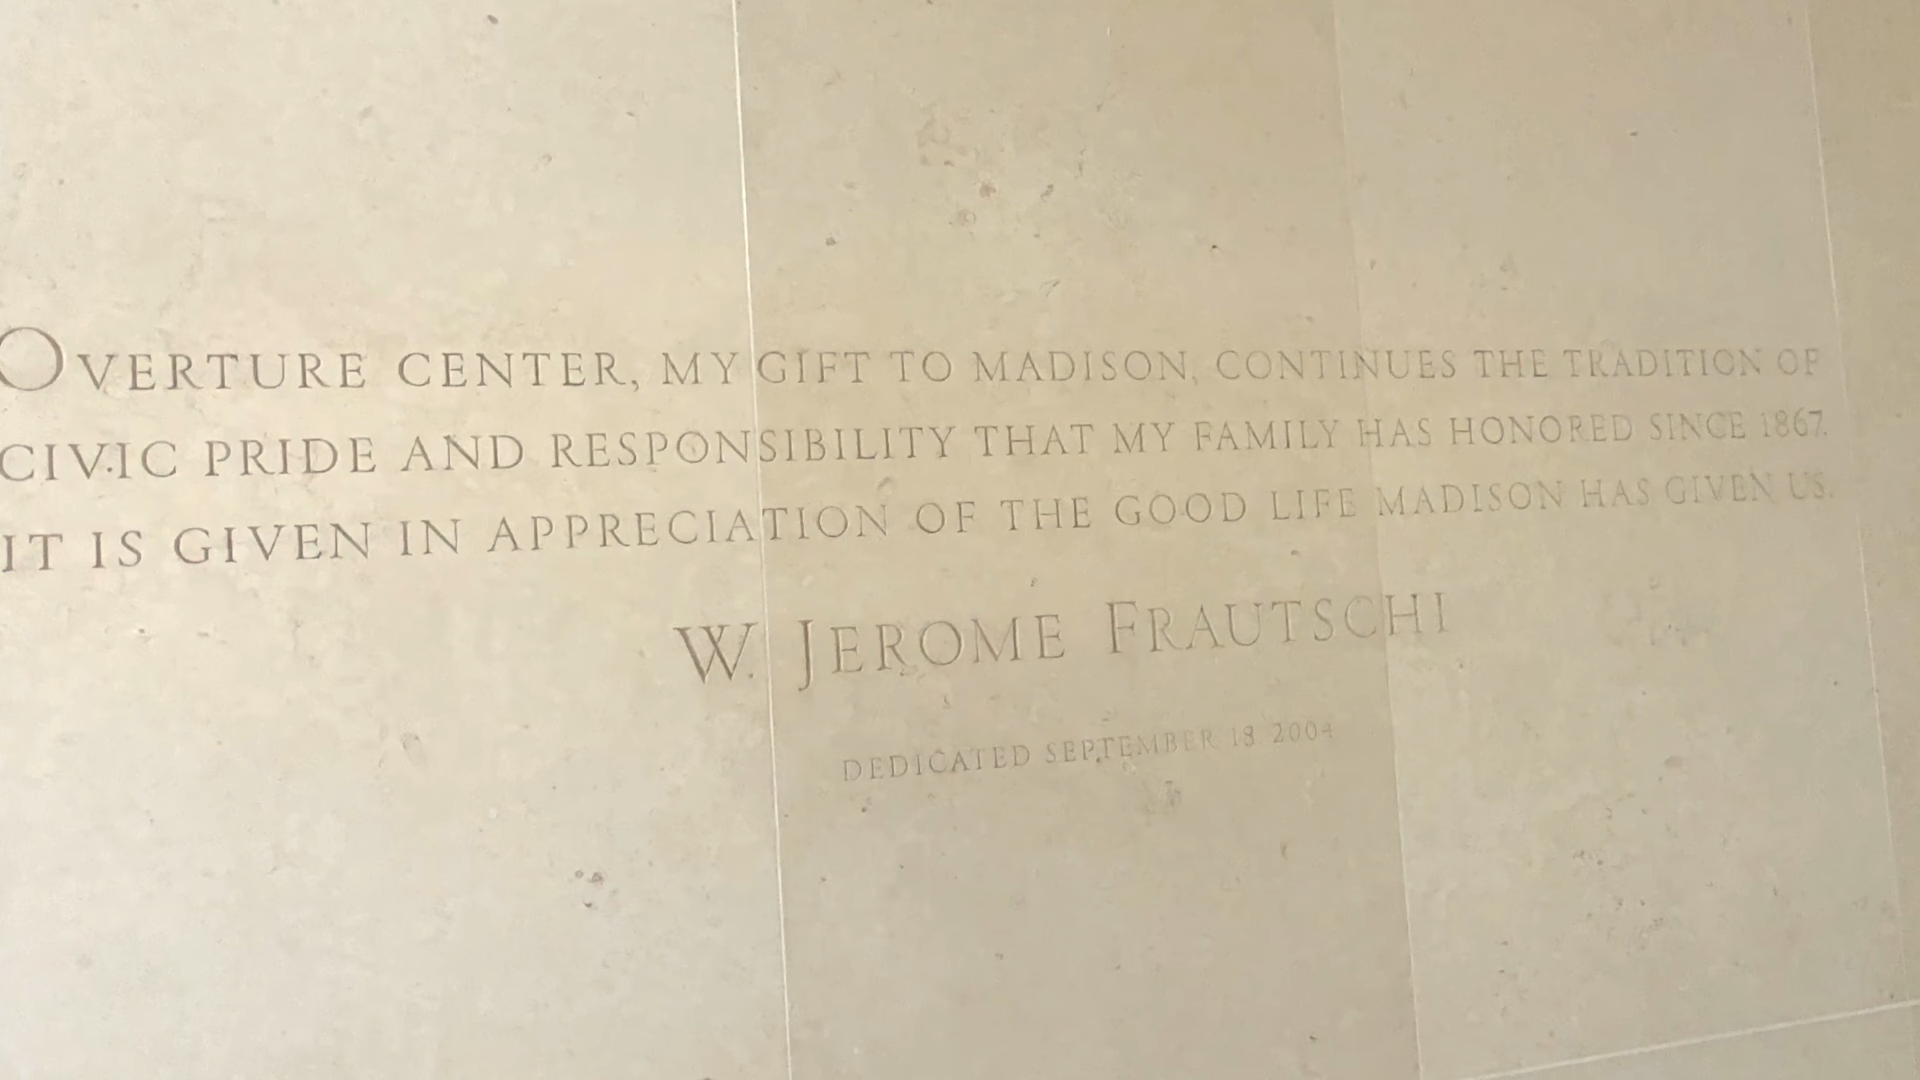 OVERTURE CENTER, MY GIFT TO MADISON, CONTINUES THE TRADITION OF
CIVIC PRIDE AND RESPONSIBILITY THAT MY FAMILY HAS HONORED SINCE 1867.
IT IS GIVEN IN APPRECIATION OF THE GOOD LIFE MADISON HAS GIVEN US.
W. JEROME FRAUTSCHI
DEDICATED SEPTEMBER 18 2004